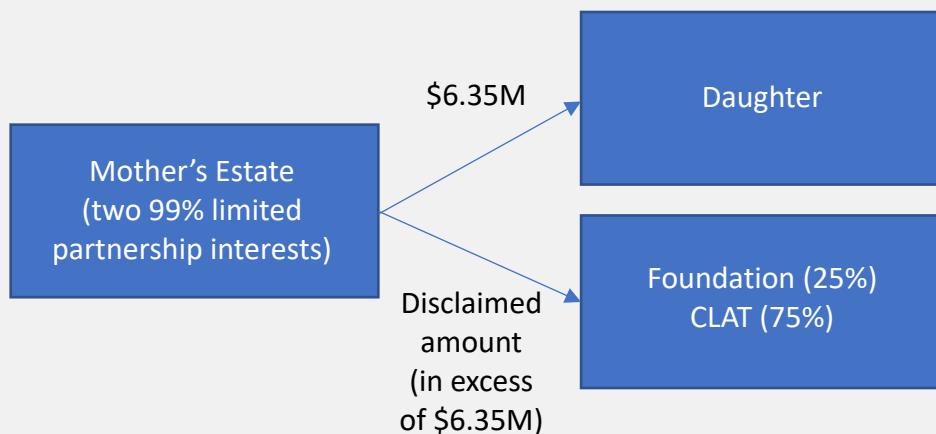 $6.35M
Daughter
Mother’s Estate
(two 99% limited
partnership interests)
Foundation (25%)
CLAT (75%)
Disclaimed
amount
(in excess
of $6.35M)